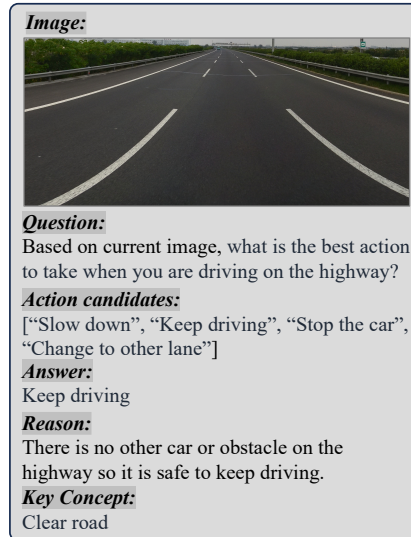 Image:
Question:
Based on current image, what is the best action
to take when you are driving on the highway?
Action candidates:
[“Slow down”, “Keep driving”, “Stop the car”,
“Change to other lane”]
Answer:
Keep driving
Reason:
There is no other car or obstacle on the
highway so it is safe to keep driving.
Key Concept:
Clear road